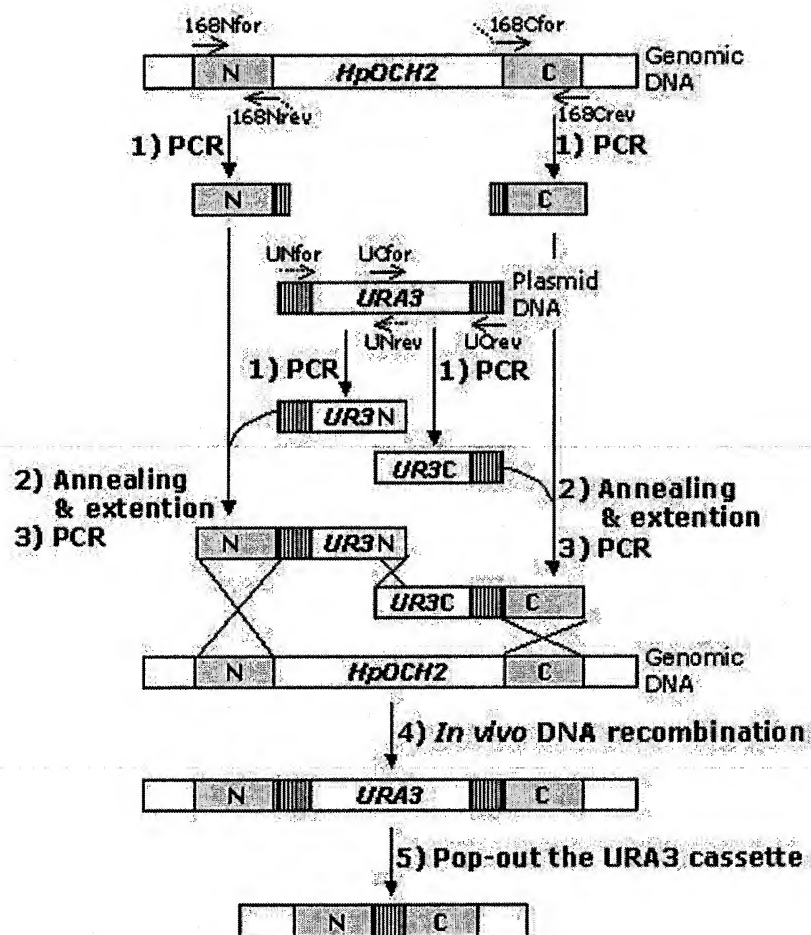 168Nfor 168Cfor
N HpOCH2 C Genomic DNA
168Nrev 168Crev
1) PCR 1) PCR
N C
UNfor UCfor
URA3 Plasmid DNA
UNrev UCrev
1) PCR 1) PCR
UR3N
UR3C
2) Annealing & extention
3) PCR
2) Annealing & extention
3) PCR
N UR3N
UR3C C
N HpOCH2 C Genomic DNA
4) In vivo DNA recombination
N URA3 C
5) Pop-out the URA3 cassette
N C